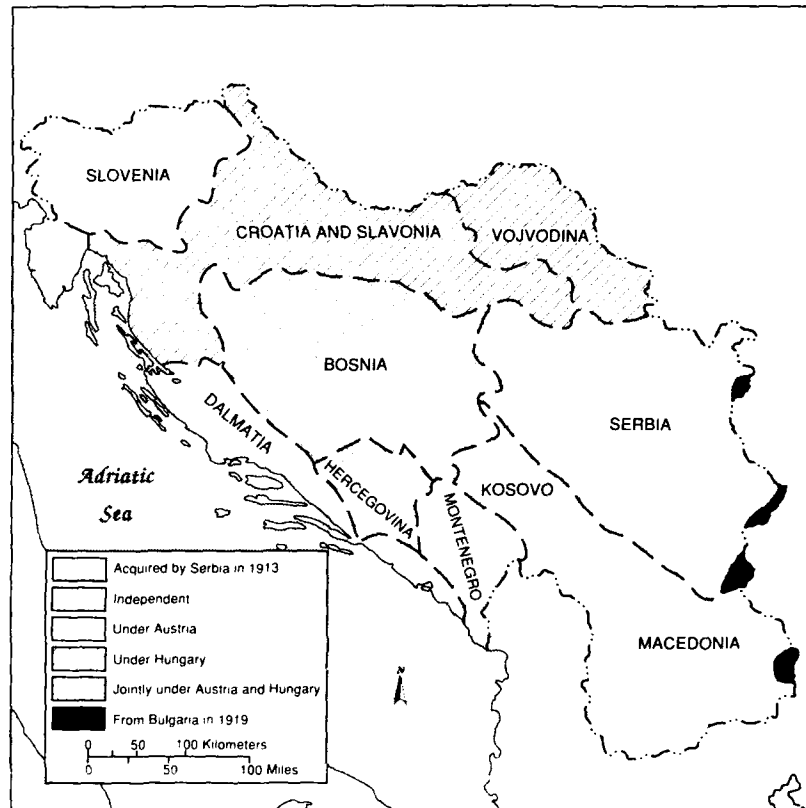 SLOVENIA
CROATIA AND SLAVONIA
VOJVODINA
BOSNIA
DALMATIA
SERBIA
HERCEGOVINA
KOSOVO
MONTENEGRO
Adriatic
Sea
MACEDONIA
Acquired by Serbia in 1913
Independent
Under Austria
Under Hungary
Jointly under Austria and Hungary
From Bulgaria in 1919
0 50 100 Kilometers
0 50 100 Miles
N